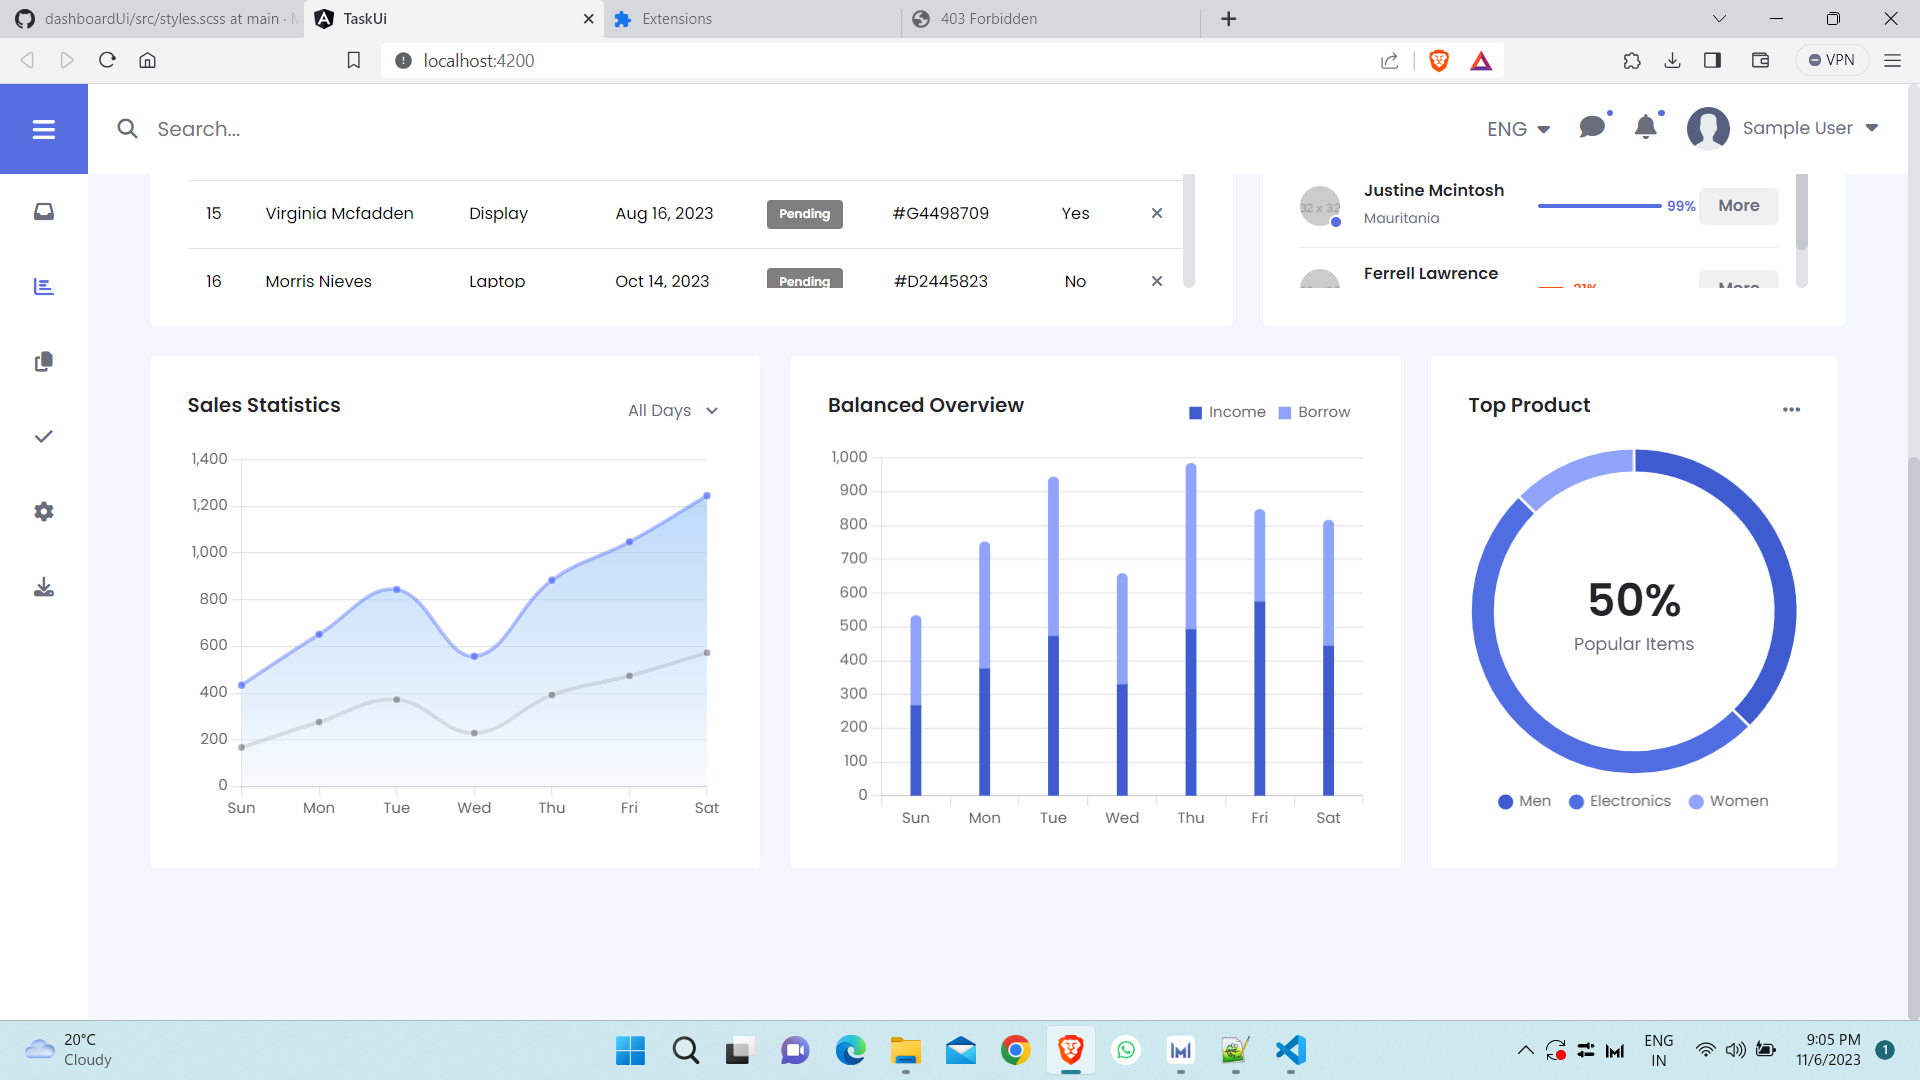 dashboardUi/src/styles.scss at main ·
TaskUi
Extensions
403 Forbidden
localhost:4200
VPN
Search...
ENG
Sample User
15 Virginia Mcfadden Display Aug 16, 2023 Pending #G4498709 Yes
16 Morris Nieves Laptop Oct 14, 2023 Pending #D2445823 No
32 x 32
Justine Mcintosh
Mauritania
99%
More
Ferrell Lawrence
21%
More
Sales Statistics
All Days
1,400
1,200
1,000
800
600
400
200
0
Sun Mon Tue Wed Thu Fri Sat
Balanced Overview
Income Borrow
1,000
900
800
700
600
500
400
300
200
100
0
Sun Mon Tue Wed Thu Fri Sat
Top Product
50%
Popular Items
Men Electronics Women
20°C
Cloudy
ENG
IN
9:05 PM
11/6/2023
1